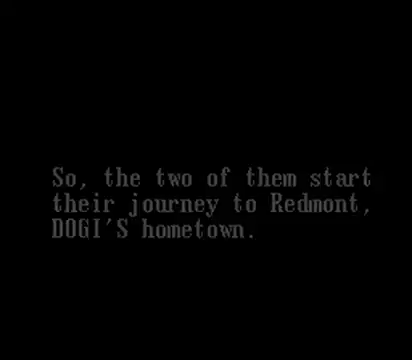 So, the two of them start
their journey to Redmont,
DOGI'S hometown.